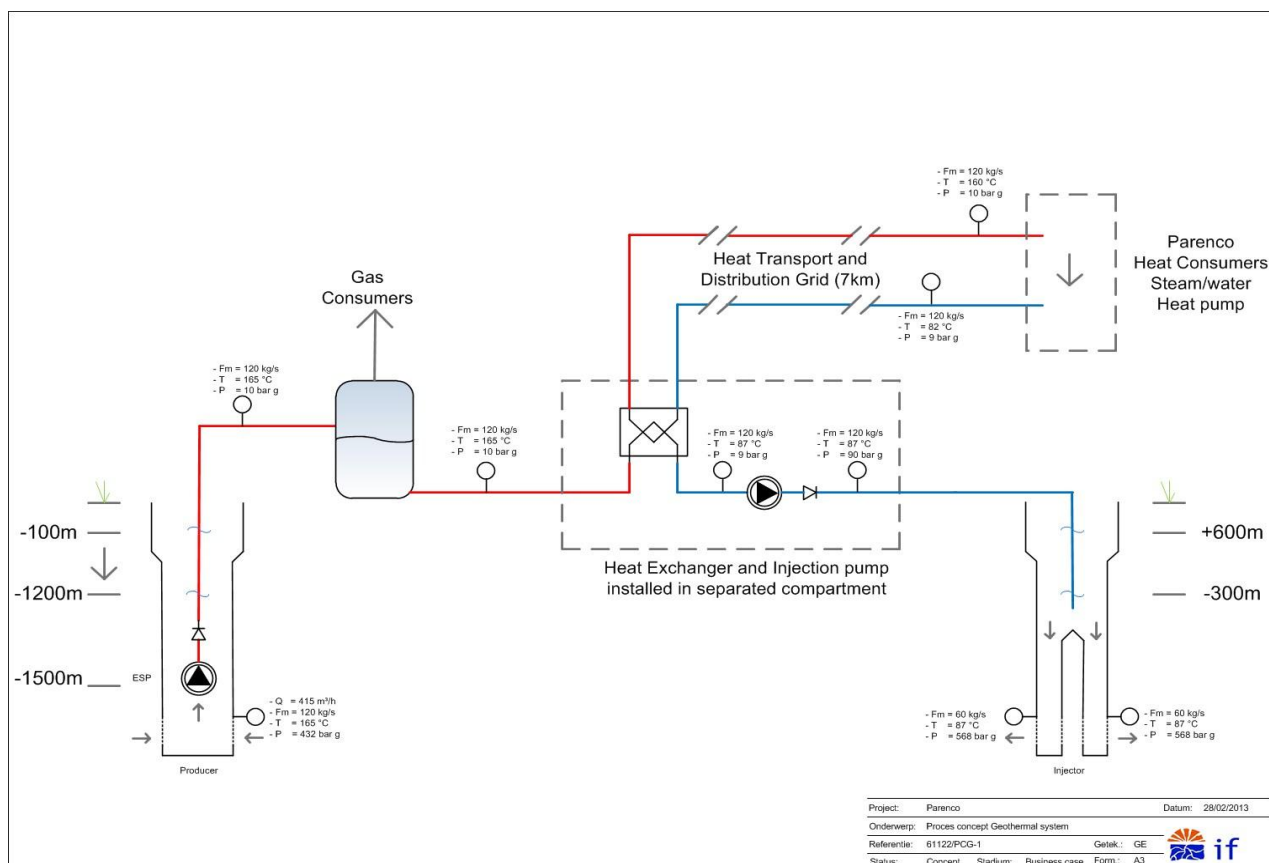 - Fm = 120 kg/s
- T = 160 °C
- P = 10 bar g
Parenco
Heat Consumers
Steam/water
Heat pump
Heat Transport and
Distribution Grid (7km)
- Fm = 120 kg/s
- T = 82 °C
- P = 9 bar g
Gas
Consumers
- Fm = 120 kg/s
- T = 165 °C
- P = 10 bar g
- Fm = 120 kg/s
- T = 165 °C
- P = 10 bar g
- Fm = 120 kg/s
- T = 87 °C
- P = 9 bar g
- Fm = 120 kg/s
- T = 87 °C
- P = 90 bar g
Heat Exchanger and Injection pump
installed in separated compartment
-100m
-1200m
-1500m
ESP
- Q = 415 m³/h
- Fm = 120 kg/s
- T = 165 °C
- P = 432 bar g
Producer
+600m
-300m
- Fm = 60 kg/s
- T = 87 °C
- P = 568 bar g
- Fm = 60 kg/s
- T = 87 °C
- P = 568 bar g
Injector
Project: Parenco Datum: 28/02/2013
Onderwerp: Proces concept Geothermal system
Referentie: 61122/PCG-1 Getek.: GE
Status: Concept Stadium: Business case Form.: A3
if